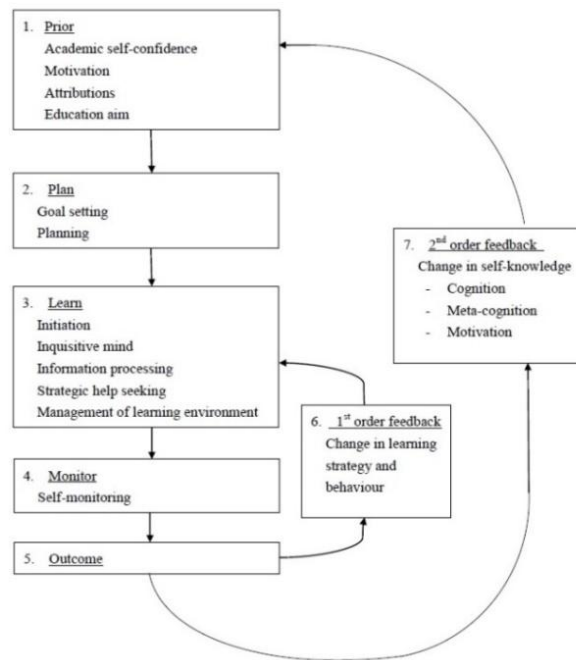 1. Prior
Academic self-confidence
Motivation
Attributions
Education aim
2. Plan
Goal setting
Planning
3. Learn
Initiation
Inquisitive mind
Information processing
Strategic help seeking
Management of learning environment
4. Monitor
Self-monitoring
5. Outcome
6. 1st order feedback
Change in learning
strategy and
behaviour
7. 2nd order feedback
Change in self-knowledge
- Cognition
- Meta-cognition
- Motivation